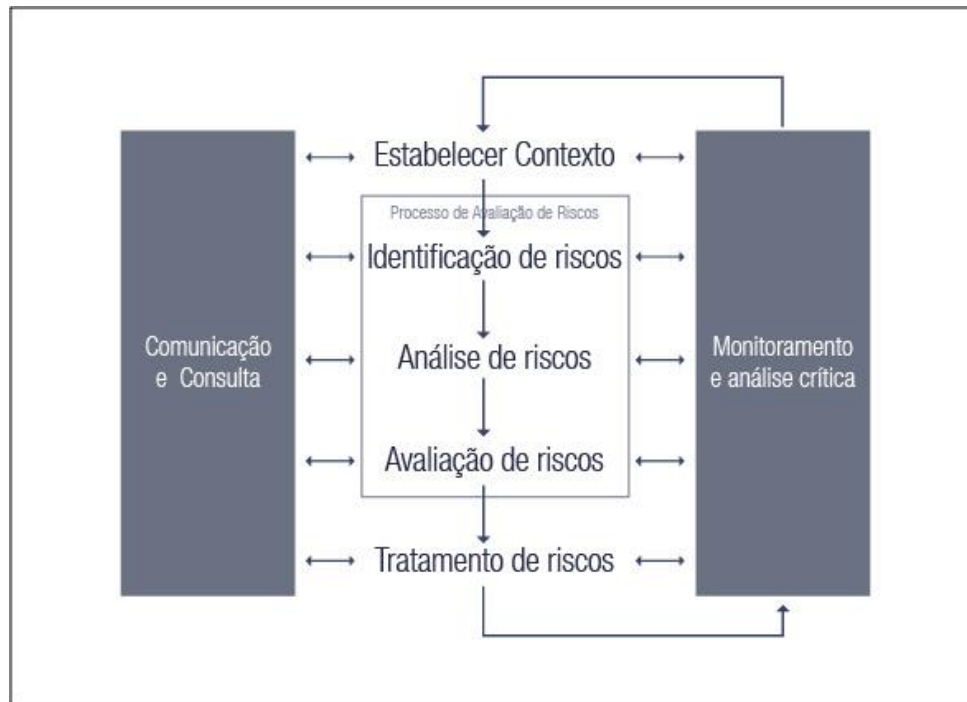 Estabelecer Contexto
Processo de Avaliação de Riscos
Identificação de riscos
Comunicação
e Consulta
Análise de riscos
Monitoramento
e análise crítica
Avaliação de riscos
Tratamento de riscos